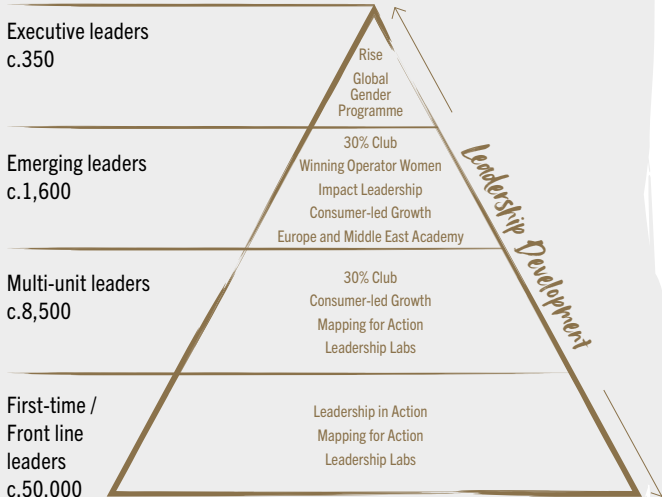 Executive leaders
c.350
Rise
Global
Gender
Programme
Emerging leaders
c.1,600
30% Club
Winning Operator Women
Impact Leadership
Consumer-led Growth
Europe and Middle East Academy
Leadership Development
Multi-unit leaders
c.8,500
30% Club
Consumer-led Growth
Mapping for Action
Leadership Labs
First-time /
Front line
leaders
c.50,000
Leadership in Action
Mapping for Action
Leadership Labs